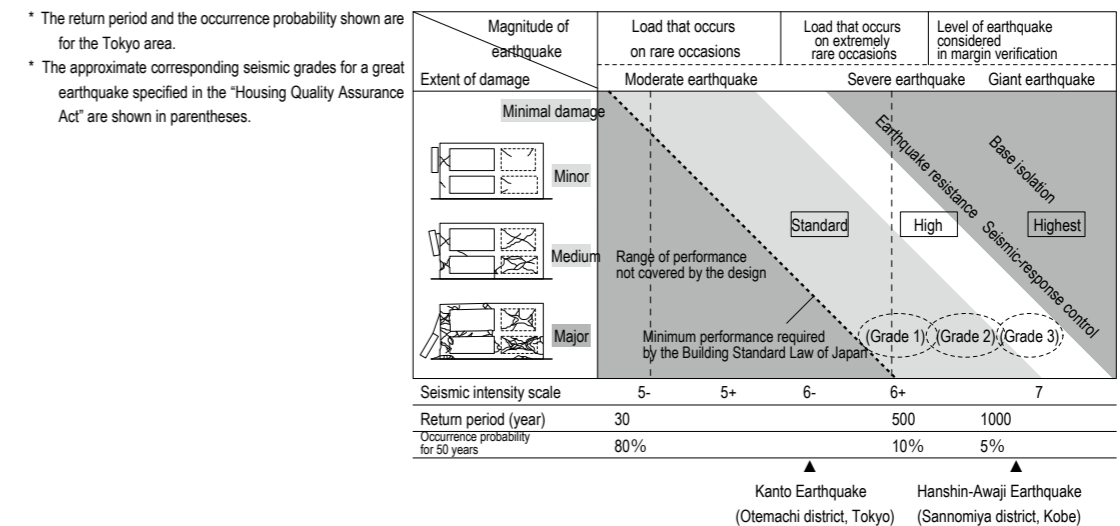 * The return period and the occurrence probability shown are
for the Tokyo area.
* The approximate corresponding seismic grades for a great
earthquake specified in the “Housing Quality Assurance
Act” are shown in parentheses.
Magnitude of
earthquake
Extent of damage
Load that occurs
on rare occasions
Load that occurs
on extremely
rare occasions
Level of earthquake
considered
in margin verification
Moderate earthquake
Severe earthquake
Giant earthquake
Minimal damage
Minor
Medium
Major
Earthquake resistance
Base isolation
Seismic-response control
Standard
High
Highest
Range of performance
not covered by the design
Minimum performance required
by the Building Standard Law of Japan
(Grade 1)
(Grade 2)
(Grade 3)
Seismic intensity scale 5- 5+ 6- 6+ 7
Return period (year) 30 500 1000
Occurrence probability
for 50 years 80% 10% 5%
▲ ▲
Kanto Earthquake
(Otemachi district, Tokyo)
Hanshin-Awaji Earthquake
(Sannomiya district, Kobe)